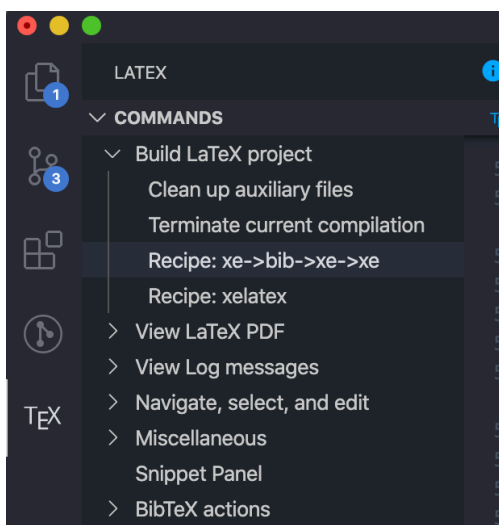 LATEX
1
COMMANDS
Build LaTeX project
Clean up auxiliary files
3
Terminate current compilation
Recipe: xe->bib->xe->xe
Recipe: xelatex
View LaTeX PDF
View Log messages
TEX
Navigate, select, and edit
Miscellaneous
Snippet Panel
BibTeX actions